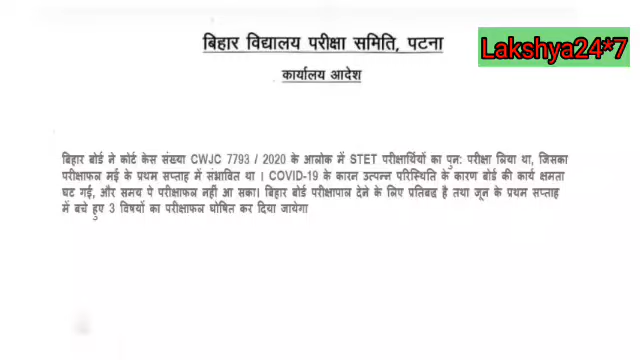 बिहार विद्यालय परीक्षा समिति, पटना
Lakshya24*7
कार्यालय आदेश
बिहार बोर्ड ने कोर्ट केस संख्या CWJC 7793 / 2020 के आलोक में STET परीक्षार्थियों का पुन: परीक्षा लिया था, जिसका
परीक्षाफल मई के प्रथम सप्ताह में संभावित था । COVID-19 के कारन उत्पन्न परिस्थिति के कारण बोर्ड की कार्य क्षमता
घट गई, और समय पे परीक्षाफल नहीं आ सका। बिहार बोर्ड परीक्षापाल देने के लिए प्रतिबद्ध है तथा जून के प्रथम सप्ताह
में बचे हुए 3 विषयों का परीक्षाफल घोषित कर दिया जायेगा